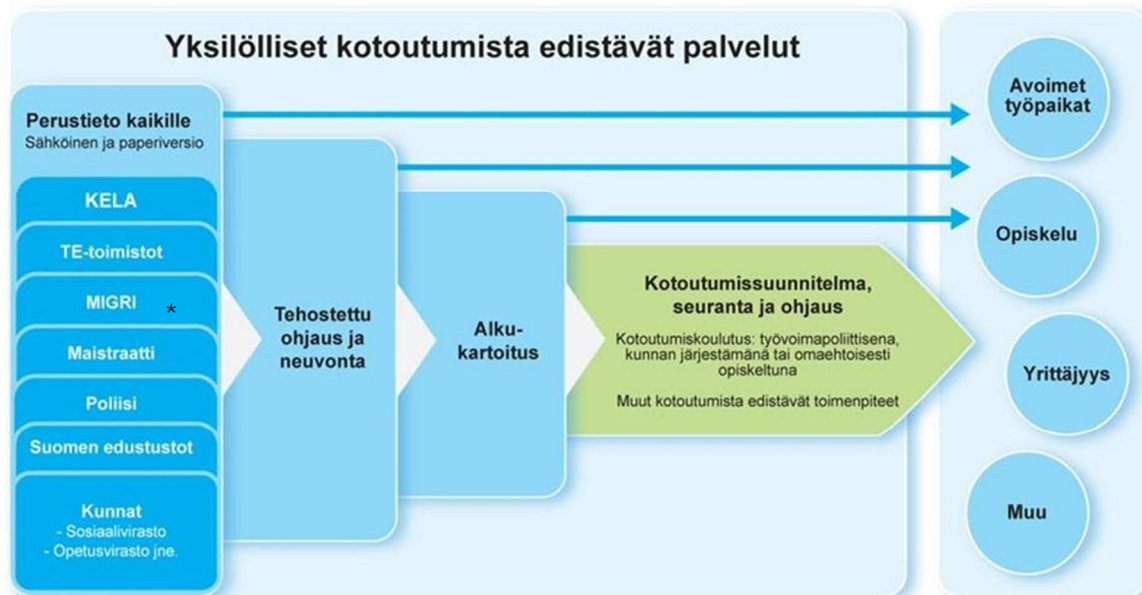 Yksilölliset kotoutumista edistävät palvelut
Perustieto kaikille
Sähköinen ja paperiversio
KELA
TE-toimistot
MIGRI *
Maistraatti
Poliisi
Suomen edustustot
Kunnat
- Sosiaalivirasto
- Opetusvirasto jne.
Tehostettu
ohjaus ja
neuvonta
Alku-
kartoitus
Kotoutumissuunnitelma,
seuranta ja ohjaus
Kotoutumiskoulutus: työvoimapoliittisena,
kunnan järjestämänä tai omaehtoisesti
opiskeltuna
Muut kotoutumista edistävät toimenpiteet
Avoimet
työpaikat
Opiskelu
Yrittäjyys
Muu